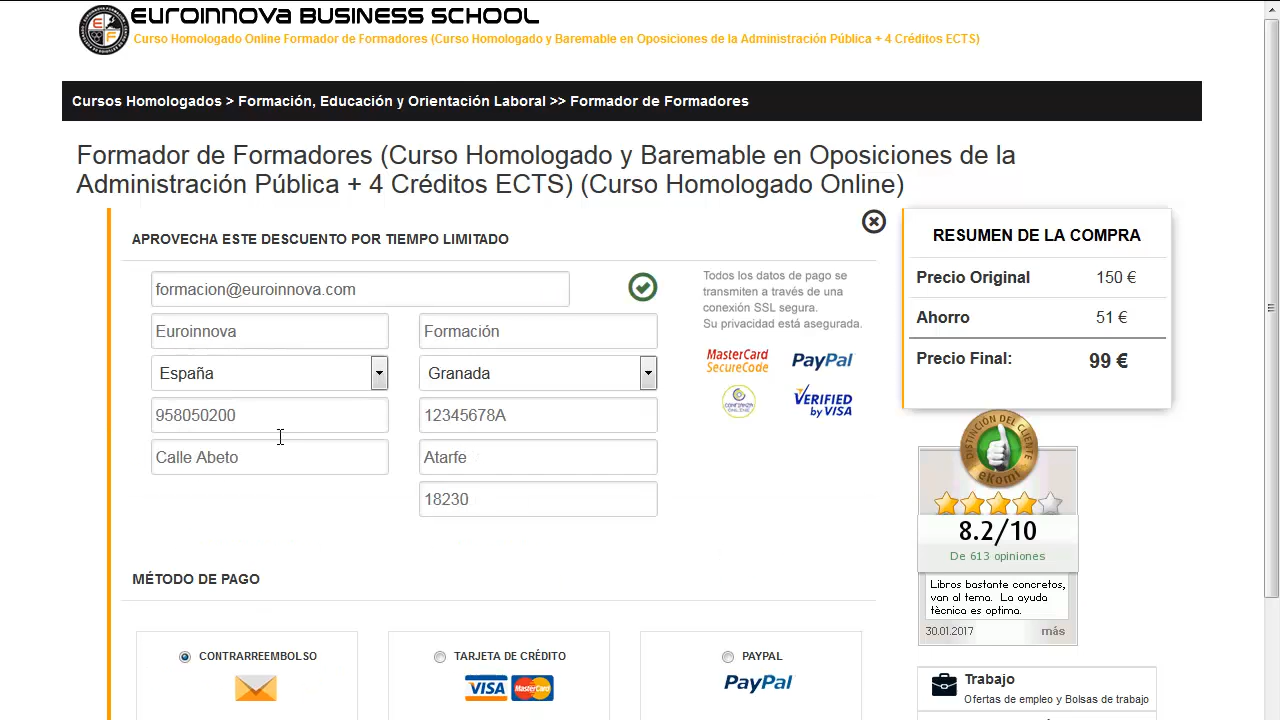 EUROINNOVA BUSINESS SCHOOL
Curso Homologado Online Formador de Formadores (Curso Homologado y Baremable en Oposiciones de la Administración Pública + 4 Créditos ECTS)
Cursos Homologados > Formación, Educación y Orientación Laboral >> Formador de Formadores
Formador de Formadores (Curso Homologado y Baremable en Oposiciones de la
Administración Pública + 4 Créditos ECTS) (Curso Homologado Online)
APROVECHA ESTE DESCUENTO POR TIEMPO LIMITADO
formacion@euroinnova.com
Euroinnova
Formación
España
Granada
958050200
12345678A
Calle Abeto
Atarfe
18230
Todos los datos de pago se
transmiten a través de una
conexión SSL segura.
Su privacidad está asegurada.
MasterCard
SecureCode
PayPal
CONFIANZA
ONLINE
VERIFIED
by VISA
MÉTODO DE PAGO
CONTRARREEMBOLSO
TARJETA DE CRÉDITO
VISA
MasterCard
PAYPAL
PayPal
RESUMEN DE LA COMPRA
Precio Original 150 €
Ahorro 51 €
Precio Final: 99 €
DISTINCIÓN DEL CLIENTE
eKomi
8.2/10
De 613 opiniones
Libros bastante concretos,
van al tema. La ayuda
tècnica es optima.
30.01.2017 más
Trabajo
Ofertas de empleo y Bolsas de trabajo